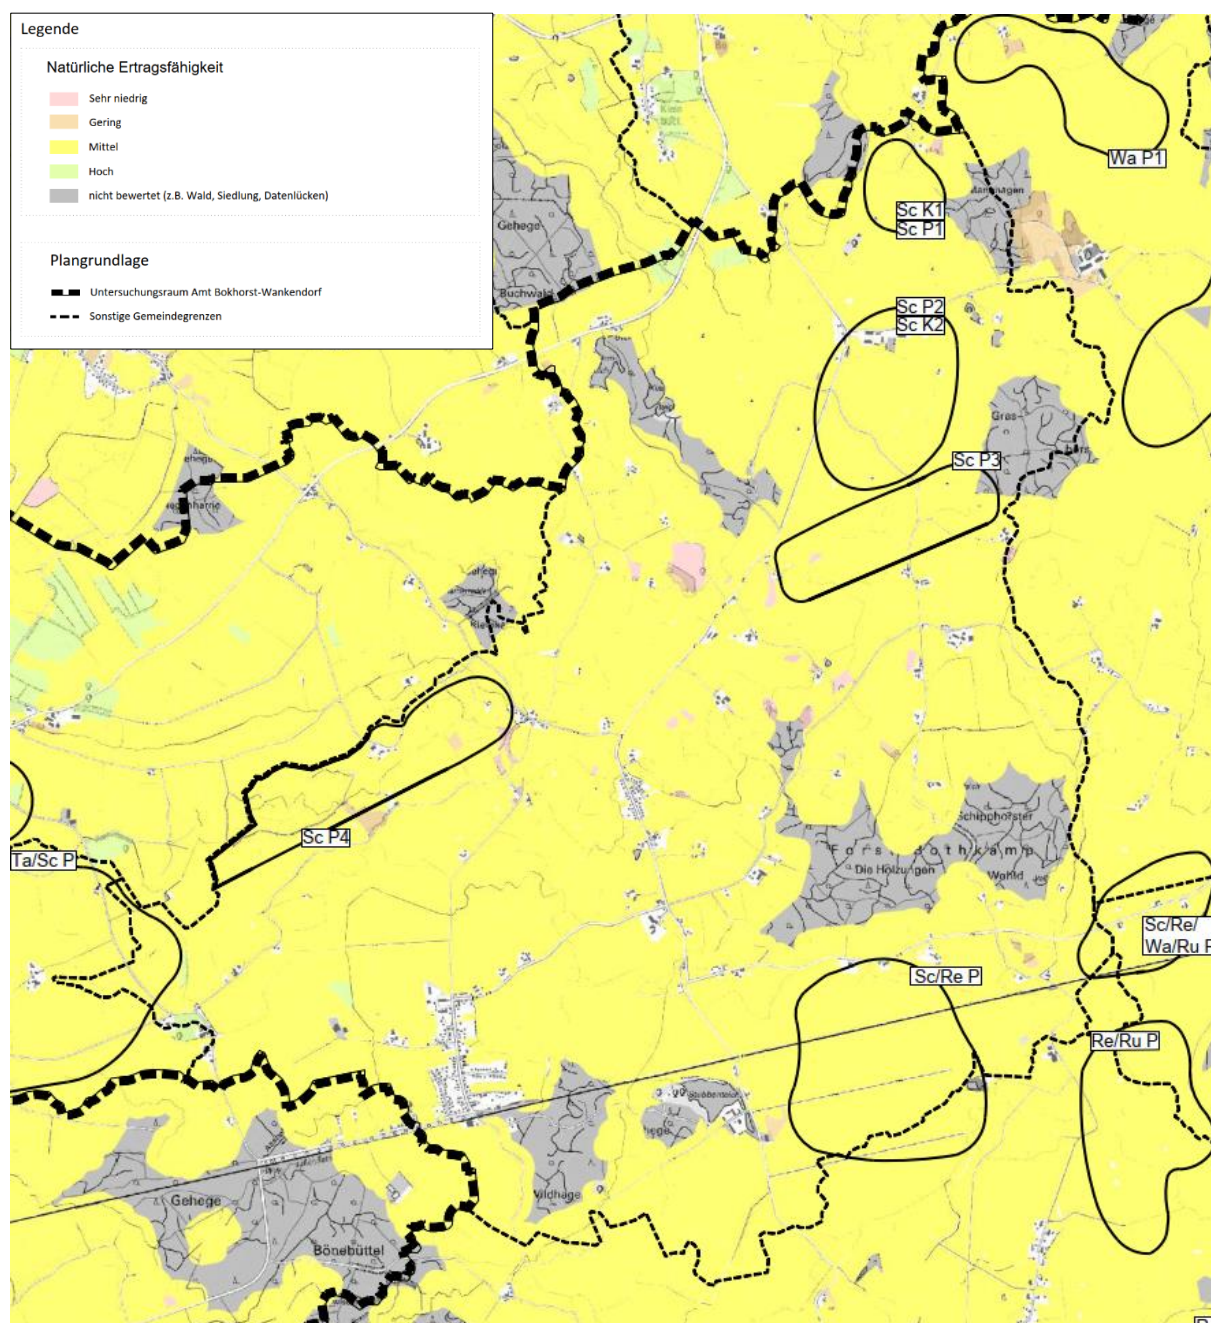 Legende
Natürliche Ertragsfähigkeit
Sehr niedrig
Gering
Mittel
Hoch
nicht bewertet (z.B. Wald, Siedlung, Datenlücken)
Plangrundlage
Untersuchungsraum Amt Bokhorst-Wankendorf
Sonstige Gemeindegrenzen
Wa P1
Sc K1
Sc P1
Gehege
Buchwald
Sc P2
Sc K2
Sc P3
Sc P4
Ta/Sc P
Schipphorster
Die Holzungen
Wohld
Sc/Re/
Wa/Ru P
Sc/Re P
Re/Ru P
Gehege
Bönebüttel